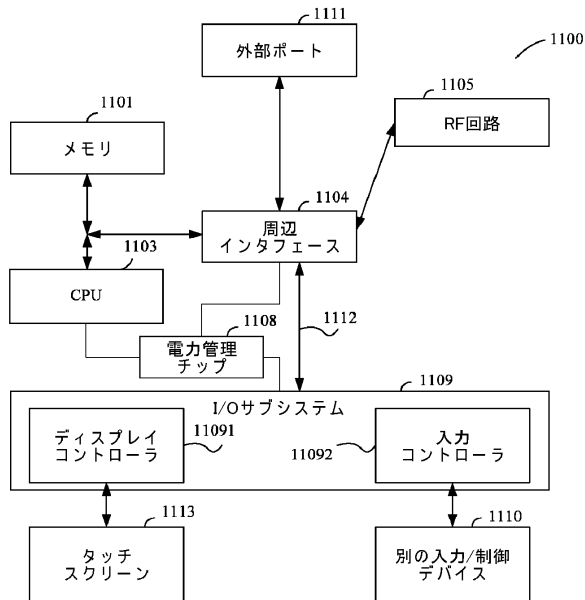 1111
外部ポート
1100
1105
RF回路
1101
メモリ
1104
周辺
インタフェース
1103
CPU
1108
電力管理
チップ
1112
1109
I/Oサブシステム
ディスプレイ
コントローラ
11091
11092
入力
コントローラ
1113
タッチ
スクリーン
1110
別の入力/制御
デバイス